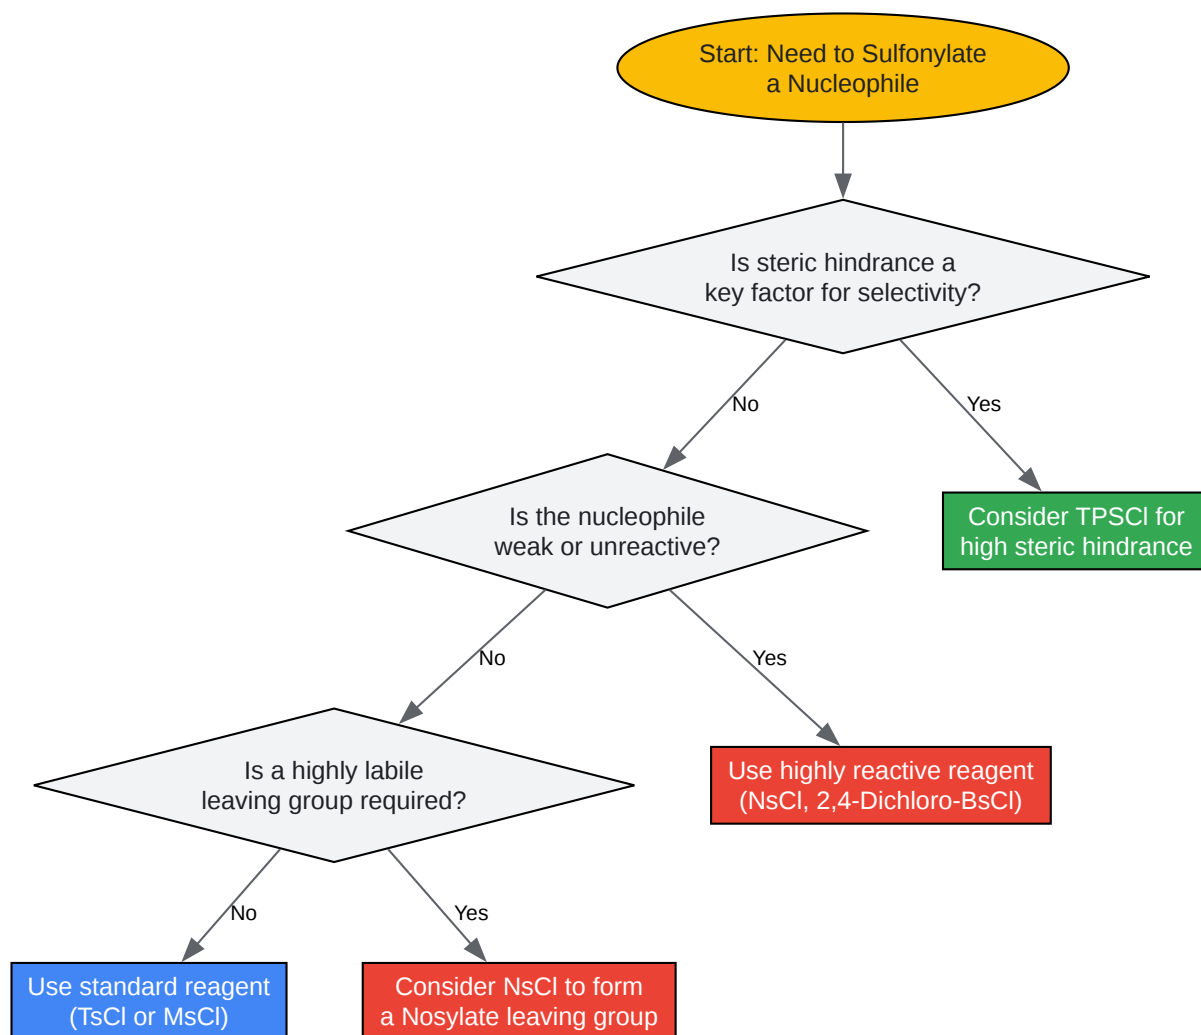 Start: Need to Sulfonylate
a Nucleophile
Is steric hindrance a
key factor for selectivity?
No
Yes
Is the nucleophile
weak or unreactive?
Consider TPSCl for
high steric hindrance
No
Yes
Is a highly labile
leaving group required?
Use highly reactive reagent
(NsCl, 2,4-Dichloro-BsCl)
No
Yes
Use standard reagent
(TsCl or MsCl)
Consider NsCl to form
a Nosylate leaving group